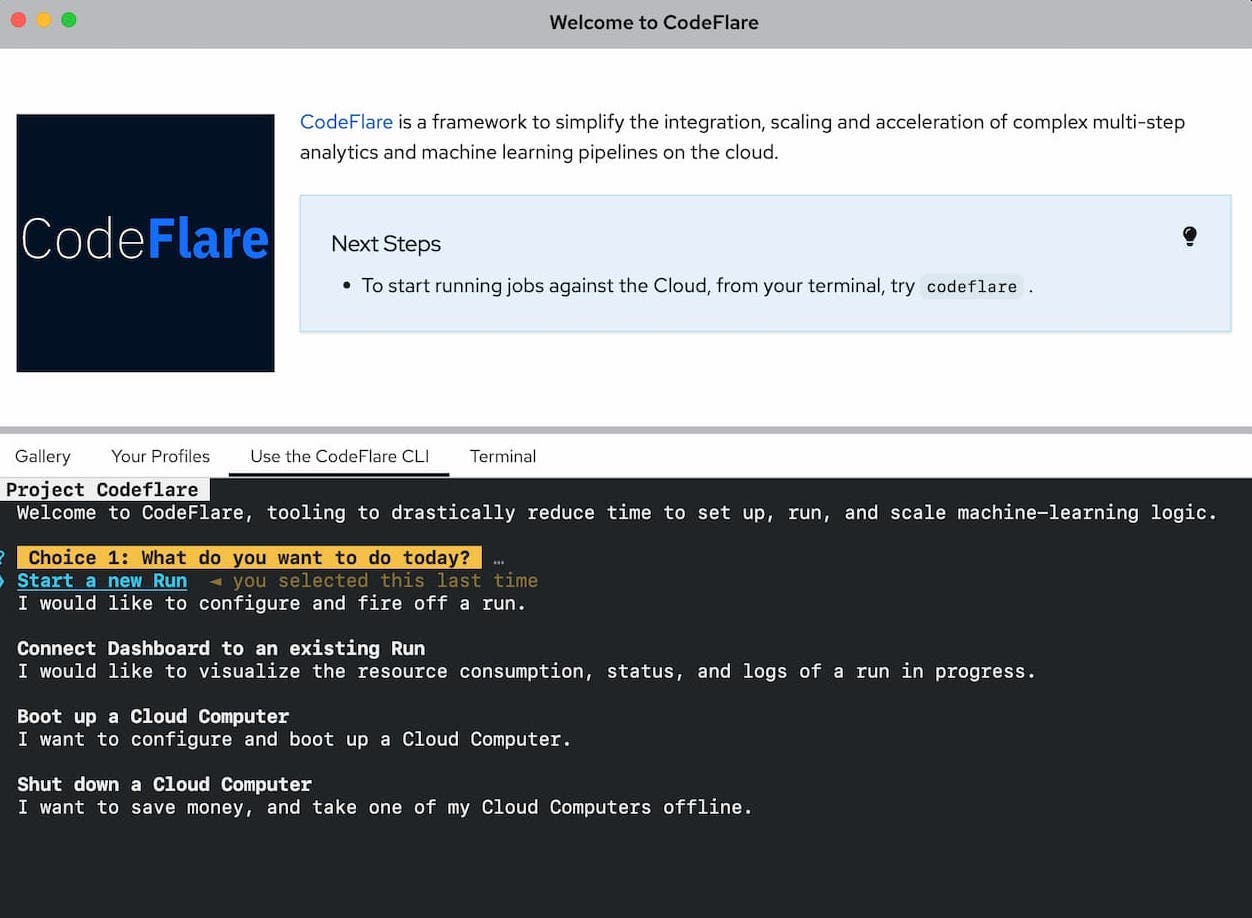 Welcome to CodeFlare
CodeFlare
CodeFlare is a framework to simplify the integration, scaling and acceleration of complex multi-step
analytics and machine learning pipelines on the cloud.
Next Steps
• To start running jobs against the Cloud, from your terminal, try codeflare .
Gallery Your Profiles Use the CodeFlare CLI Terminal
Project Codeflare
Welcome to CodeFlare, tooling to drastically reduce time to set up, run, and scale machine-learning logic.
? Choice 1: What do you want to do today? …
❯ Start a new Run ◄ you selected this last time
I would like to configure and fire off a run.
Connect Dashboard to an existing Run
I would like to visualize the resource consumption, status, and logs of a run in progress.
Boot up a Cloud Computer
I want to configure and boot up a Cloud Computer.
Shut down a Cloud Computer
I want to save money, and take one of my Cloud Computers offline.